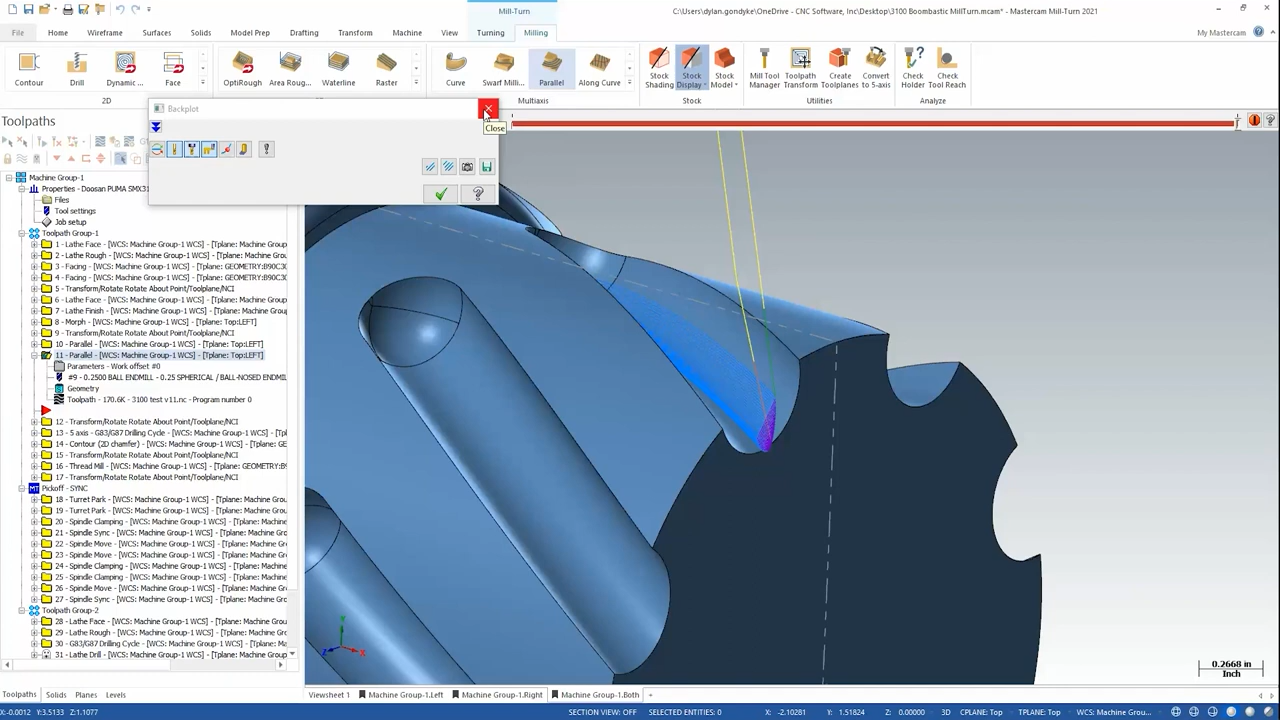 Mill-Turn
C:\Users\dylan.gondyke\OneDrive - CNC Software, Inc\Desktop\3100 Boombastic MillTurn.mcam* - Mastercam Mill-Turn 2021
File
Home
Wireframe
Surfaces
Solids
Model Prep
Drafting
Transform
Machine
View
Turning
Milling
My Mastercam
Contour
Drill
Dynamic ...
Face
OptiRough
Area Roug...
Waterline
Raster
Curve
Swarf Milli...
Parallel
Along Curve
Stock Shading
Stock Display
Stock Model
Mill Tool Manager
Toolpath Transform
Create Toolplanes
Convert to 5-axis
Check Holder
Check Tool Reach
2D
Multiaxis
Stock
Utilities
Analyze
Toolpaths
Backplot
Close
Machine Group-1
Properties - Doosan PUMA SMX31
Files
Tool settings
Job setup
Toolpath Group-1
1 - Lathe Face - [WCS: Machine Group-1 WCS] - [Tplane: Machine
2 - Lathe Rough - [WCS: Machine Group-1 WCS] - [Tplane: Machine
3 - Facing - [WCS: Machine Group-1 WCS] - [Tplane: GEOMETRY:B90C30
4 - Facing - [WCS: Machine Group-1 WCS] - [Tplane: GEOMETRY:B90C30
5 - Transform/Rotate Rotate About Point/Toolplane/NCI
6 - Lathe Face - [WCS: Machine Group-1 WCS] - [Tplane: Machine
7 - Lathe Finish - [WCS: Machine Group-1 WCS] - [Tplane: Machine
8 - Morph - [WCS: Machine Group-1 WCS] - [Tplane: Top:LEFT]
9 - Transform/Rotate Rotate About Point/Toolplane/NCI
10 - Parallel - [WCS: Machine Group-1 WCS] - [Tplane: Top:LEFT]
11 - Parallel - [WCS: Machine Group-1 WCS] - [Tplane: Top:LEFT]
Parameters - Work offset #0
#9 - 0.2500 BALL ENDMILL - 0.25 SPHERICAL / BALL-NOSED ENDMILL
Geometry
Toolpath - 170.6K - 3100 test v11.nc - Program number 0
12 - Transform/Rotate Rotate About Point/Toolplane/NCI
13 - 5 axis - G83/G87 Drilling Cycle - [WCS: Machine Group-1 WCS]
14 - Contour (2D chamfer) - [WCS: Machine Group-1 WCS] - [Tplane: G
15 - Transform/Rotate Rotate About Point/Toolplane/NCI
16 - Thread Mill - [WCS: Machine Group-1 WCS] - [Tplane: GEOMETRY:B9
17 - Transform/Rotate Rotate About Point/Toolplane/NCI
Pickoff - SYNC
18 - Turret Park - [WCS: Machine Group-1 WCS] - [Tplane: Machine
19 - Turret Park - [WCS: Machine Group-1 WCS] - [Tplane: Machine
20 - Spindle Clamping - [WCS: Machine Group-1 WCS] - [Tplane:
21 - Spindle Sync - [WCS: Machine Group-1 WCS] - [Tplane: Machine
22 - Spindle Move - [WCS: Machine Group-1 WCS] - [Tplane: Machine
23 - Spindle Move - [WCS: Machine Group-1 WCS] - [Tplane: Machine
24 - Spindle Clamping - [WCS: Machine Group-1 WCS] - [Tplane:
25 - Spindle Clamping - [WCS: Machine Group-1 WCS] - [Tplane:
26 - Spindle Move - [WCS: Machine Group-1 WCS] - [Tplane: Machine
27 - Spindle Sync - [WCS: Machine Group-1 WCS] - [Tplane: Machine
Toolpath Group-2
28 - Lathe Face - [WCS: Machine Group-1 WCS] - [Tplane: Machine
29 - Lathe Rough - [WCS: Machine Group-1 WCS] - [Tplane: Machine
30 - G83/G87 Drilling Cycle - [WCS: Machine Group-1 WCS] - [Tplane:
31 - Lathe Drill - [WCS: Machine Group-1 WCS] - [Tplane: Machine
0.2668 in
Inch
Toolpaths
Solids
Planes
Levels
Viewsheet 1
Machine Group-1.Left
Machine Group-1.Right
Machine Group-1.Both
X:-0.0012 Y:3.5133 Z:1.1077
SECTION VIEW: OFF
SELECTED ENTITIES: 0
X: -2.10281
Y: 1.51824
Z: 0.00000
3D
CPLANE: Top
TPLANE: Top
WCS: Machine Grou...